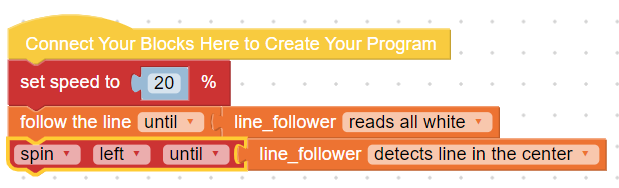 Connect Your Blocks Here to Create Your Program
set speed to 20 %
follow the line until line_follower reads all white
spin left until line_follower detects line in the center